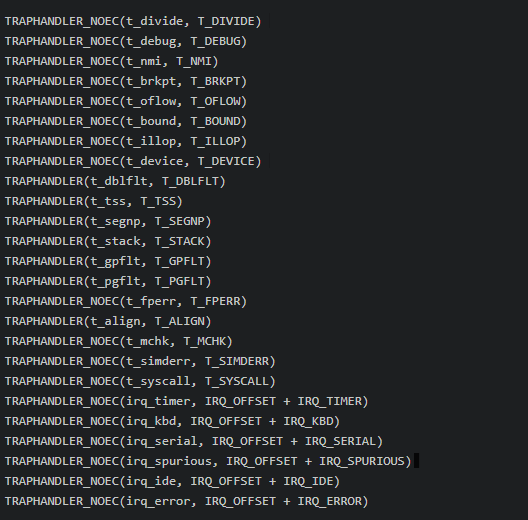 TRAPHANDLER_NOEC(t_divide, T_DIVIDE)
TRAPHANDLER_NOEC(t_debug, T_DEBUG)
TRAPHANDLER_NOEC(t_nmi, T_NMI)
TRAPHANDLER_NOEC(t_brkpt, T_BRKPT)
TRAPHANDLER_NOEC(t_oflow, T_OFLOW)
TRAPHANDLER_NOEC(t_bound, T_BOUND)
TRAPHANDLER_NOEC(t_illop, T_ILLOP)
TRAPHANDLER_NOEC(t_device, T_DEVICE)
TRAPHANDLER(t_dblflt, T_DBLFLT)
TRAPHANDLER(t_tss, T_TSS)
TRAPHANDLER(t_segnp, T_SEGNP)
TRAPHANDLER(t_stack, T_STACK)
TRAPHANDLER(t_gpflt, T_GPFLT)
TRAPHANDLER(t_pgflt, T_PGFLT)
TRAPHANDLER_NOEC(t_fperr, T_FPERR)
TRAPHANDLER(t_align, T_ALIGN)
TRAPHANDLER_NOEC(t_mchk, T_MCHK)
TRAPHANDLER_NOEC(t_simderr, T_SIMDERR)
TRAPHANDLER_NOEC(t_syscall, T_SYSCALL)
TRAPHANDLER_NOEC(irq_timer, IRQ_OFFSET + IRQ_TIMER)
TRAPHANDLER_NOEC(irq_kbd, IRQ_OFFSET + IRQ_KBD)
TRAPHANDLER_NOEC(irq_serial, IRQ_OFFSET + IRQ_SERIAL)
TRAPHANDLER_NOEC(irq_spurious, IRQ_OFFSET + IRQ_SPURIOUS)
TRAPHANDLER_NOEC(irq_ide, IRQ_OFFSET + IRQ_IDE)
TRAPHANDLER_NOEC(irq_error, IRQ_OFFSET + IRQ_ERROR)